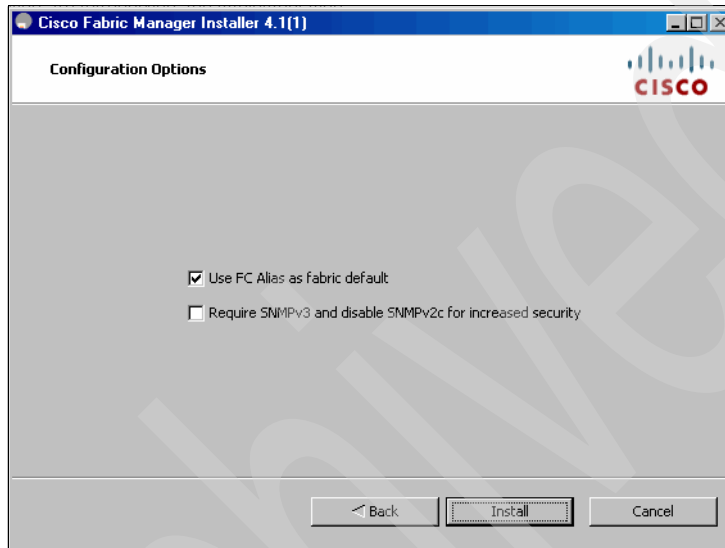 Cisco Fabric Manager Installer 4.1(1)
Configuration Options
CISCO
Use FC Alias as fabric default
Require SNMPv3 and disable SNMPv2c for increased security
Back
Install
Cancel